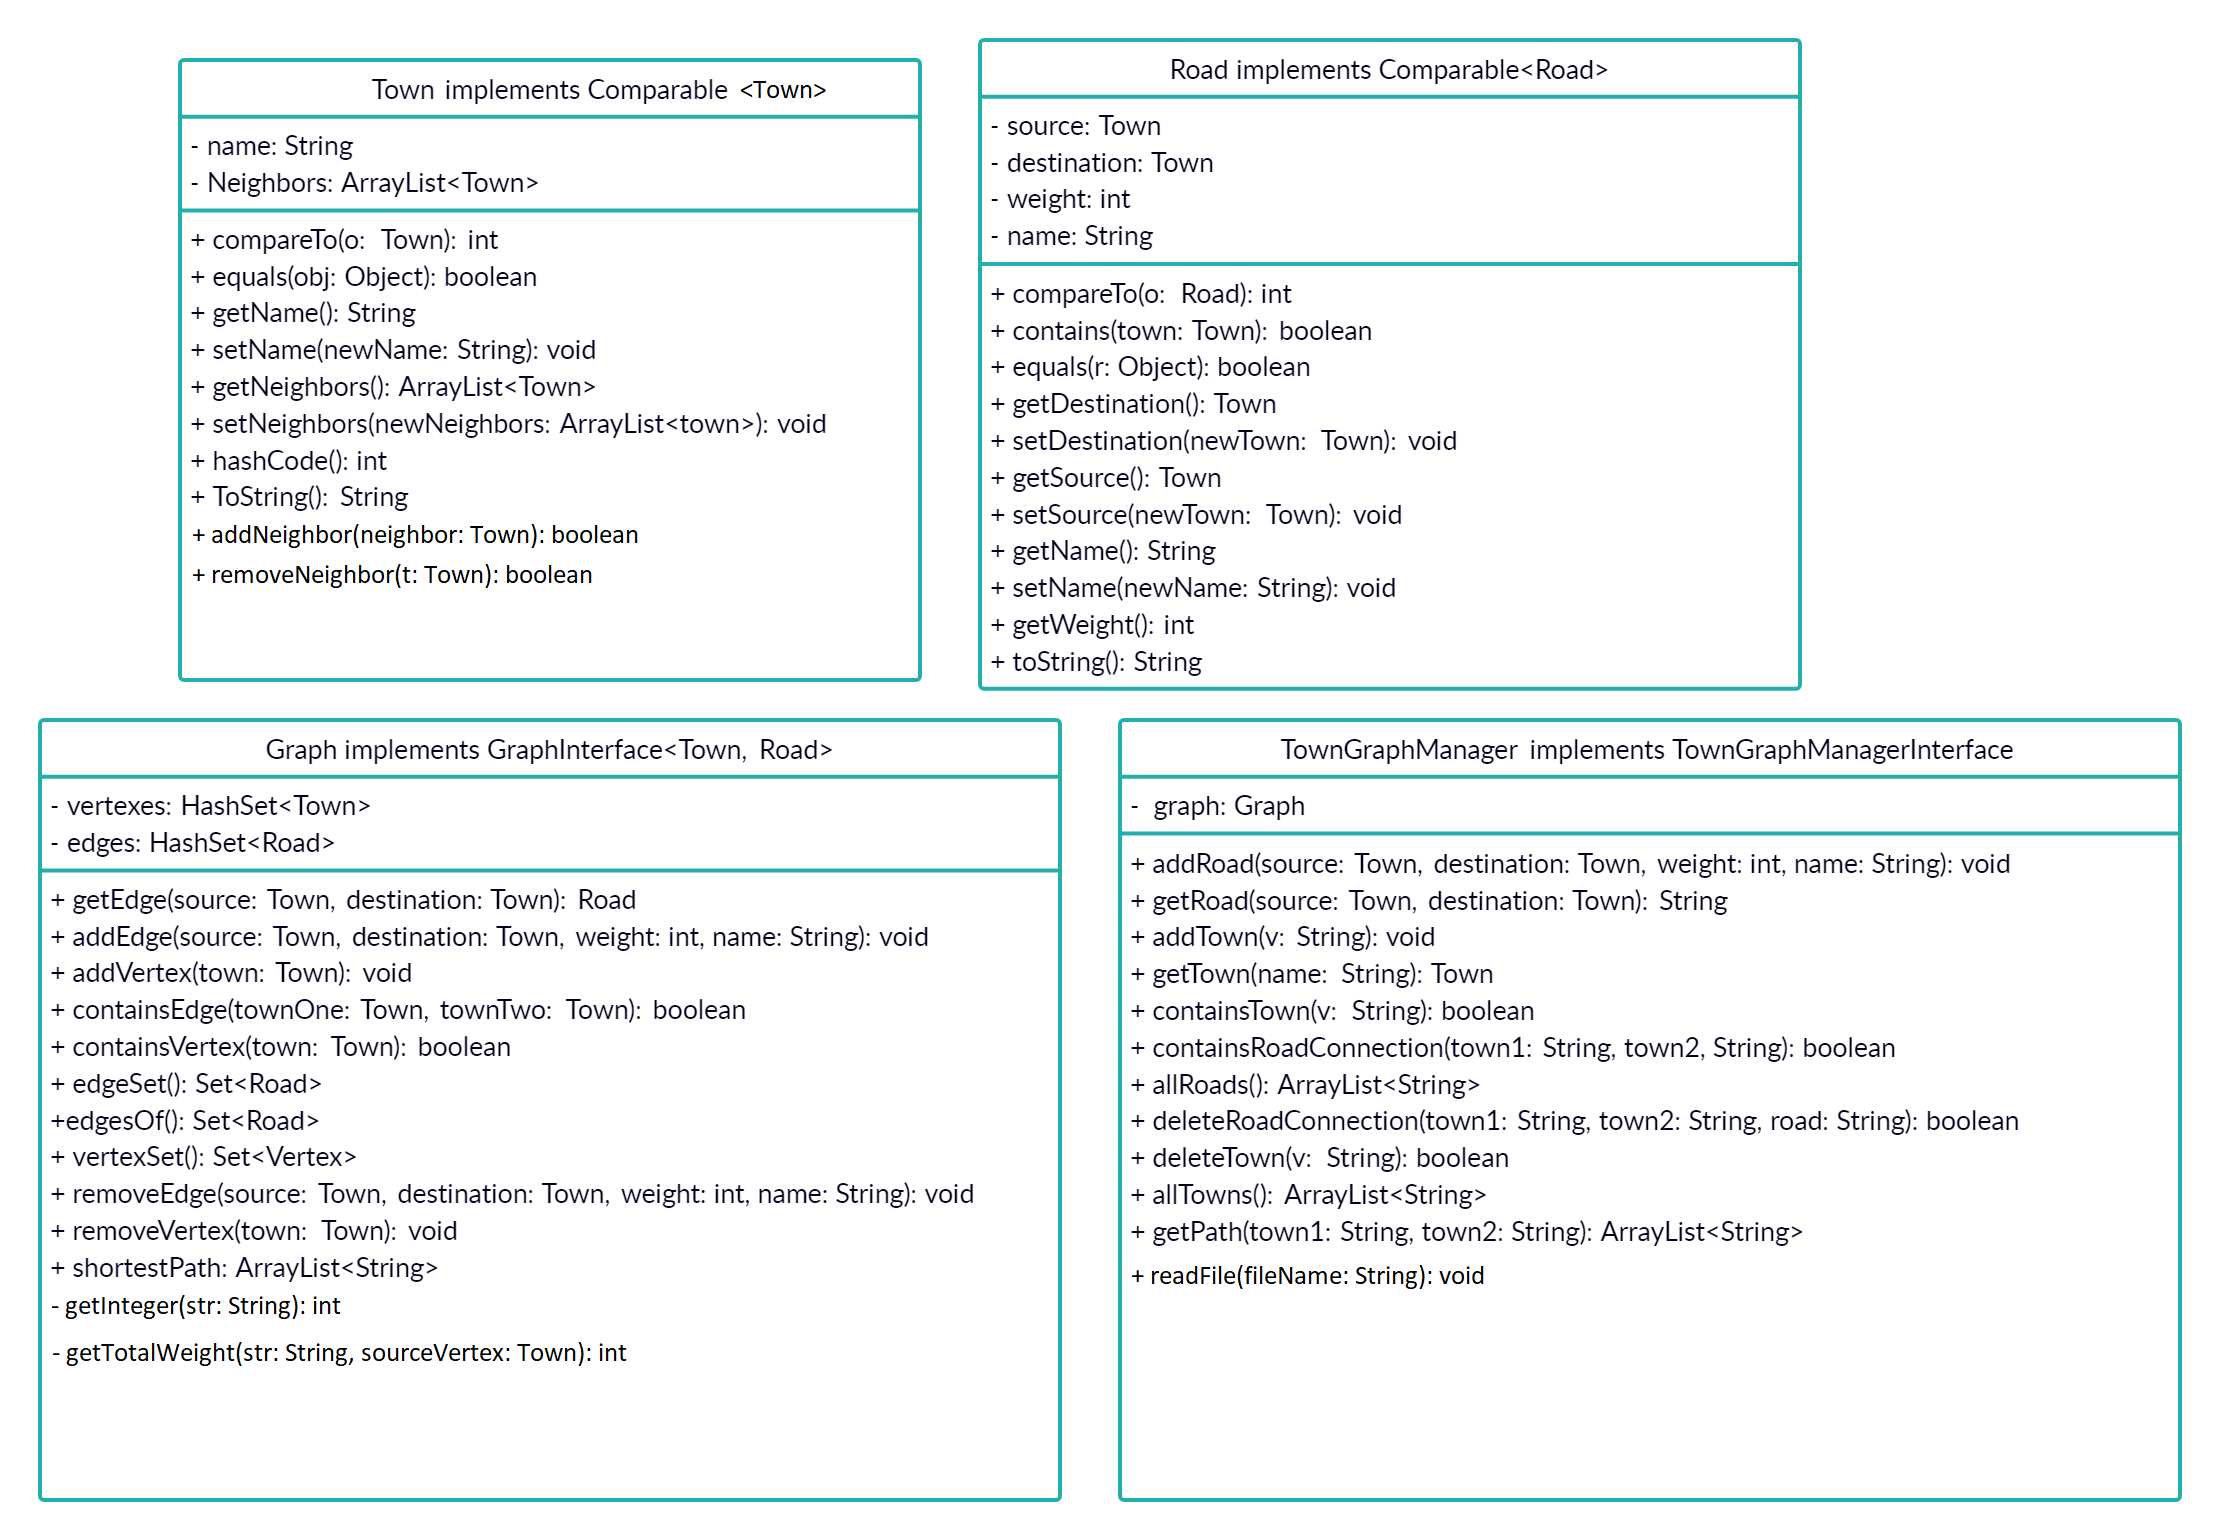 Town implements Comparable <Town>
- name: String
- Neighbors: ArrayList<Town>
+ compareTo(o: Town): int
+ equals(obj: Object): boolean
+ getName(): String
+ setName(newName: String): void
+ getNeighbors(): ArrayList<Town>
+ setNeighbors(newNeighbors: ArrayList<town>): void
+ hashCode(): int
+ ToString(): String
+ addNeighbor(neighbor: Town): boolean
+ removeNeighbor(t: Town): boolean
Road implements Comparable<Road>
- source: Town
- destination: Town
- weight: int
- name: String
+ compareTo(o: Road): int
+ contains(town: Town): boolean
+ equals(r: Object): boolean
+ getDestination(): Town
+ setDestination(newTown: Town): void
+ getSource(): Town
+ setSource(newTown: Town): void
+ getName(): String
+ setName(newName: String): void
+ getWeight(): int
+ toString(): String
Graph implements GraphInterface<Town, Road>
- vertexes: HashSet<Town>
- edges: HashSet<Road>
+ getEdge(source: Town, destination: Town): Road
+ addEdge(source: Town, destination: Town, weight: int, name: String): void
+ addVertex(town: Town): void
+ containsEdge(townOne: Town, townTwo: Town): boolean
+ containsVertex(town: Town): boolean
+ edgeSet(): Set<Road>
+edgesOf(): Set<Road>
+ vertexSet(): Set<Vertex>
+ removeEdge(source: Town, destination: Town, weight: int, name: String): void
+ removeVertex(town: Town): void
+ shortestPath: ArrayList<String>
- getInteger(str: String): int
- getTotalWeight(str: String, sourceVertex: Town): int
TownGraphManager implements TownGraphManagerInterface
- graph: Graph
+ addRoad(source: Town, destination: Town, weight: int, name: String): void
+ getRoad(source: Town, destination: Town): String
+ addTown(v: String): void
+ getTown(name: String): Town
+ containsTown(v: String): boolean
+ containsRoadConnection(town1: String, town2, String): boolean
+ allRoads(): ArrayList<String>
+ deleteRoadConnection(town1: String, town2: String, road: String): boolean
+ deleteTown(v: String): boolean
+ allTowns(): ArrayList<String>
+ getPath(town1: String, town2: String): ArrayList<String>
+ readFile(fileName: String): void